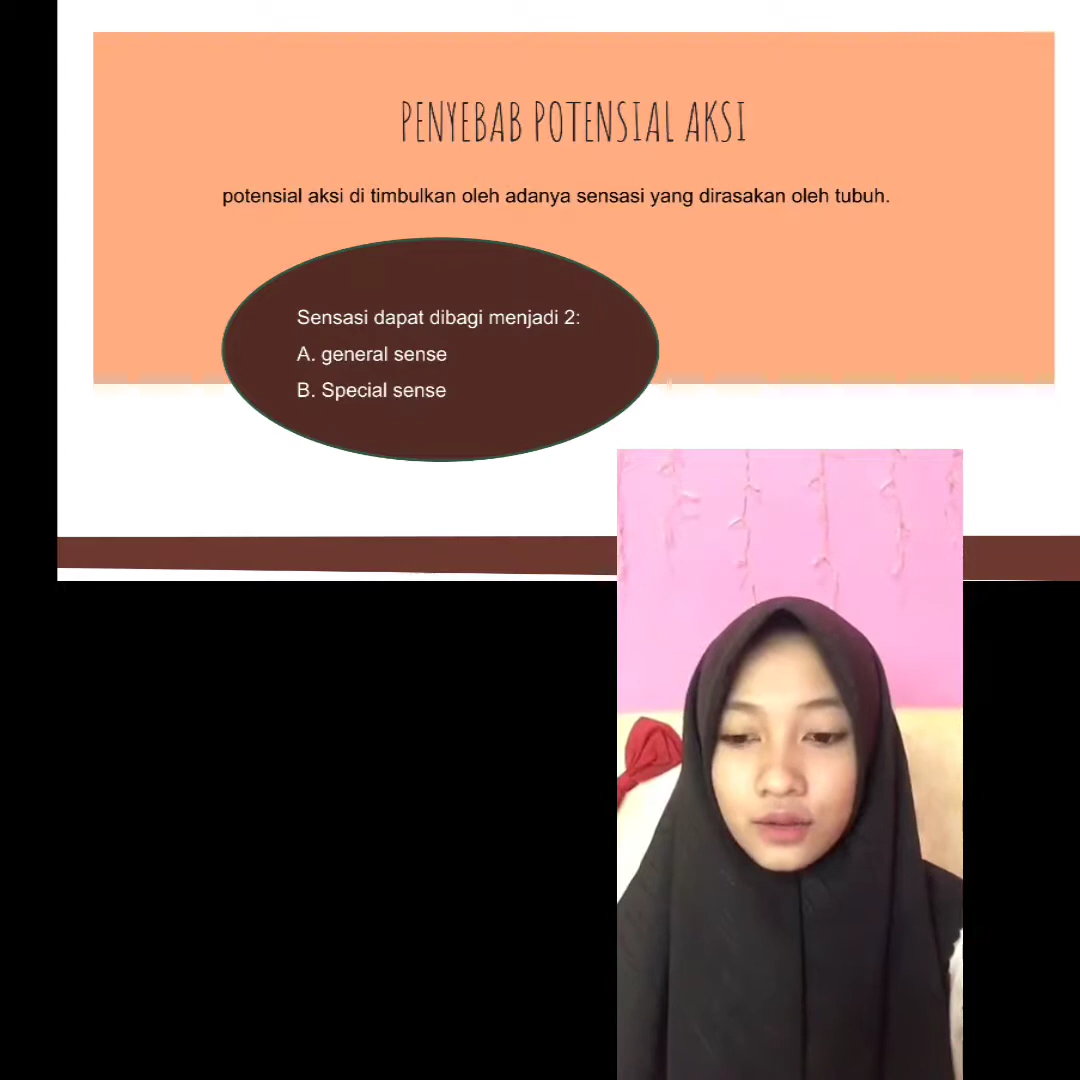 PENYEBAB POTENSIAL AKSI
potensial aksi di timbulkan oleh adanya sensasi yang dirasakan oleh tubuh.
Sensasi dapat dibagi menjadi 2:
A. general sense
B. Special sense